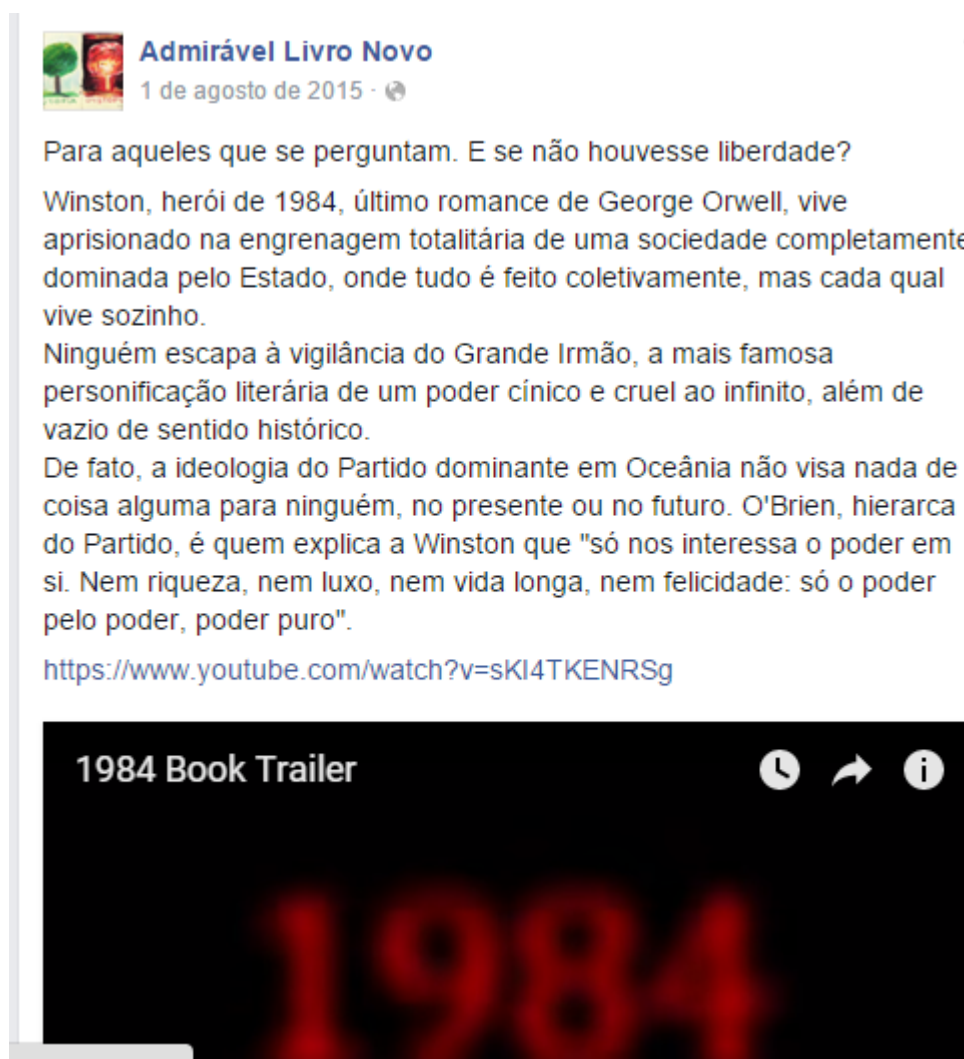 Admirável Livro Novo
1 de agosto de 2015 ·
Para aqueles que se perguntam. E se não houvesse liberdade?
Winston, herói de 1984, último romance de George Orwell, vive
aprisionado na engrenagem totalitária de uma sociedade completamente
dominada pelo Estado, onde tudo é feito coletivamente, mas cada qual
vive sozinho.
Ninguém escapa à vigilância do Grande Irmão, a mais famosa
personificação literária de um poder cínico e cruel ao infinito, além de
vazio de sentido histórico.
De fato, a ideologia do Partido dominante em Oceânia não visa nada de
coisa alguma para ninguém, no presente ou no futuro. O'Brien, hierarca
do Partido, é quem explica a Winston que "só nos interessa o poder em
si. Nem riqueza, nem luxo, nem vida longa, nem felicidade: só o poder
pelo poder, poder puro".
https://www.youtube.com/watch?v=sKI4TKENRSg
1984 Book Trailer
1984